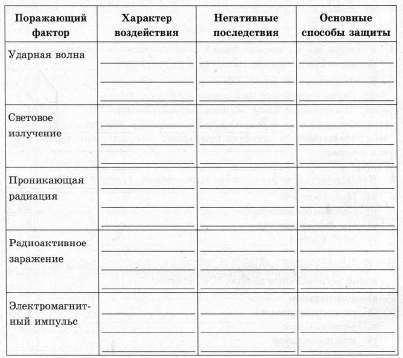 Поражающий фактор
Характер воздействия
Негативные последствия
Основные способы защиты
Ударная волна
Световое
излучение
Проникающая
радиация
Радиоактивное
заражение
Электромагнит-
ный импульс